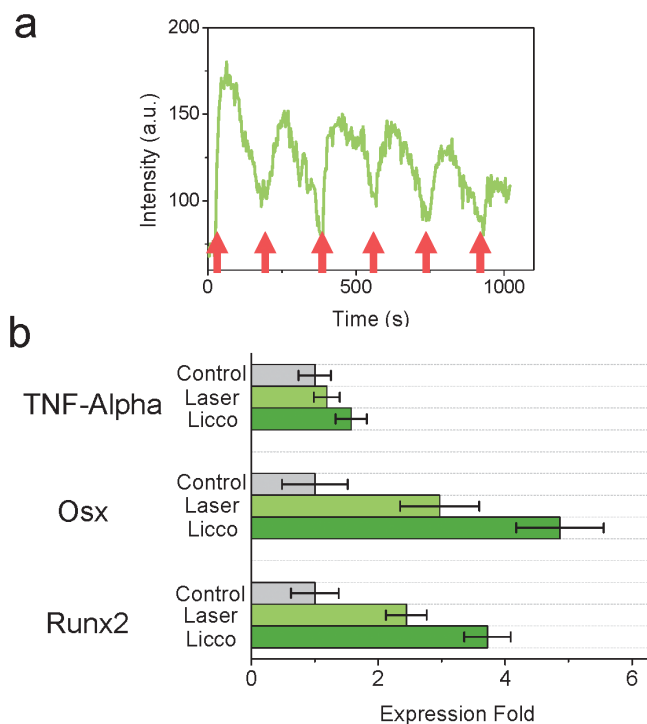 a
200
150
100
Intensity (a.u.)
0
500
1000
Time (s)
b
TNF-Alpha
Control
Laser
Licco
Osx
Control
Laser
Licco
Runx2
Control
Laser
Licco
0
2
4
6
Expression Fold